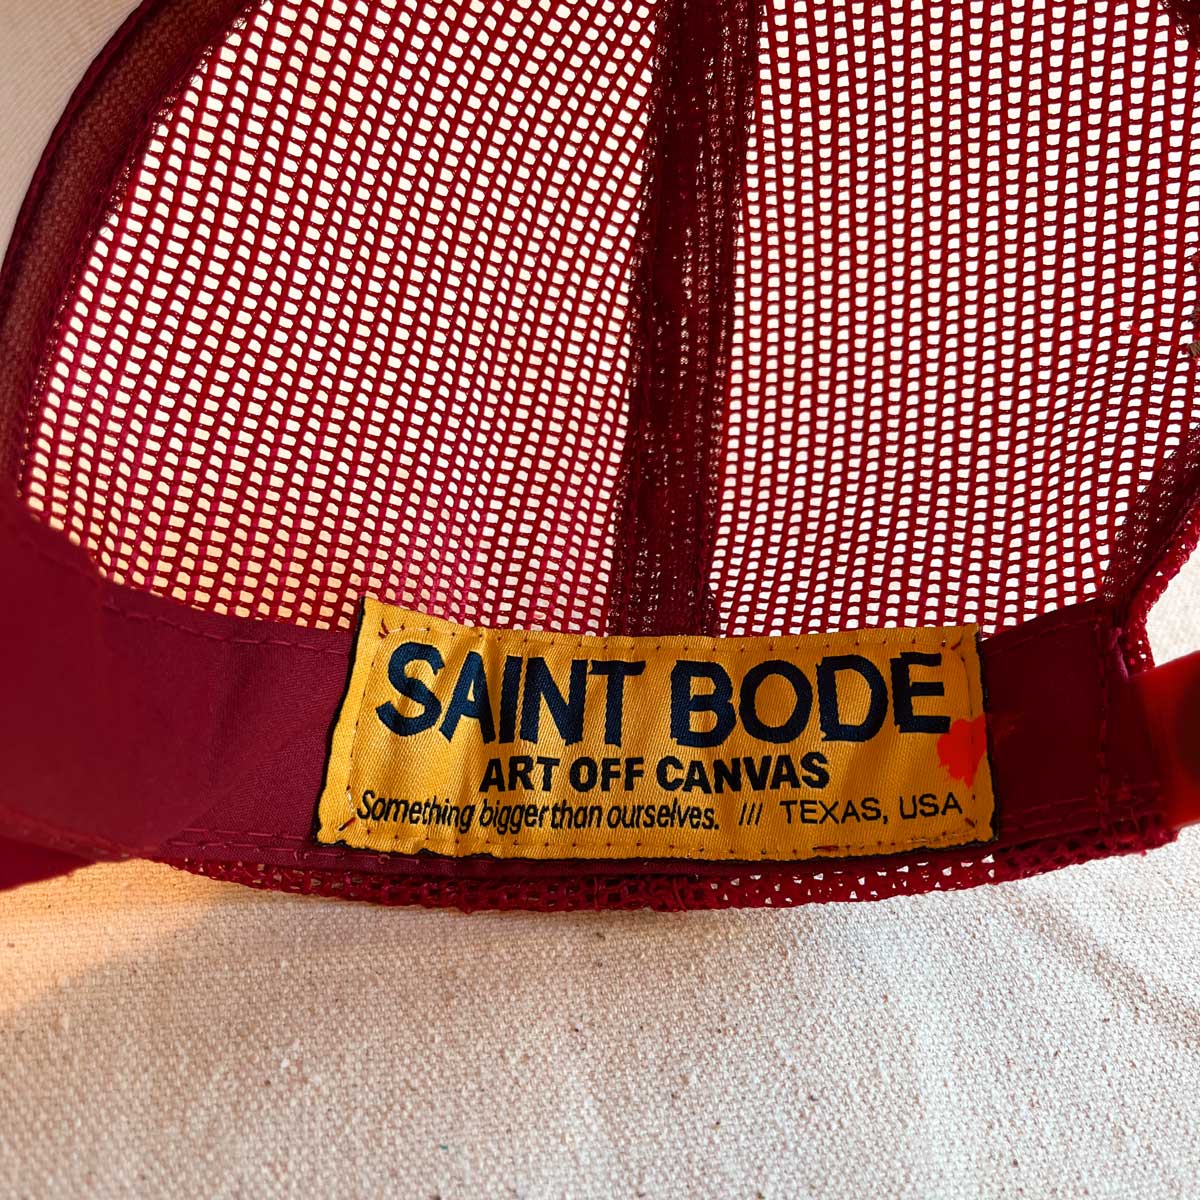 SAINT BODE
ART OFF CANVAS
Something bigger than ourselves. /// TEXAS, USA